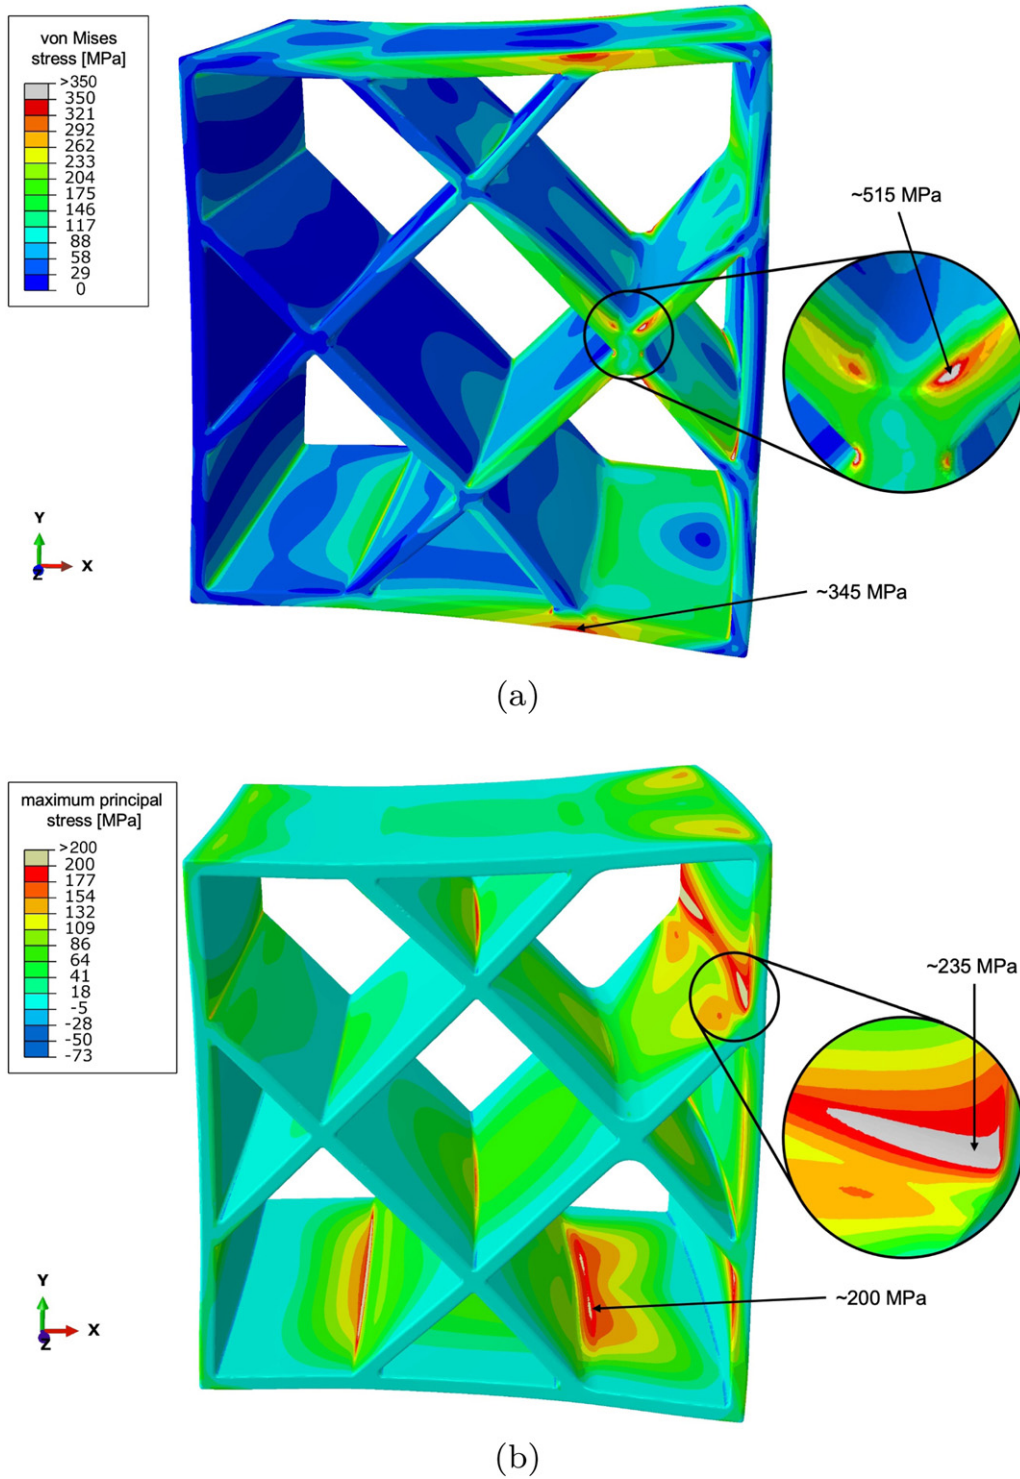 von Mises
stress [MPa]
>350
350
321
292
262
233
204
175
146
117
88
58
29
0
~515 MPa
Y
X
Z
~345 MPa
(a)
maximum principal
stress [MPa]
>200
200
177
154
132
109
86
64
41
18
-5
-28
-50
-73
~235 MPa
~200 MPa
Y
X
Z
(b)